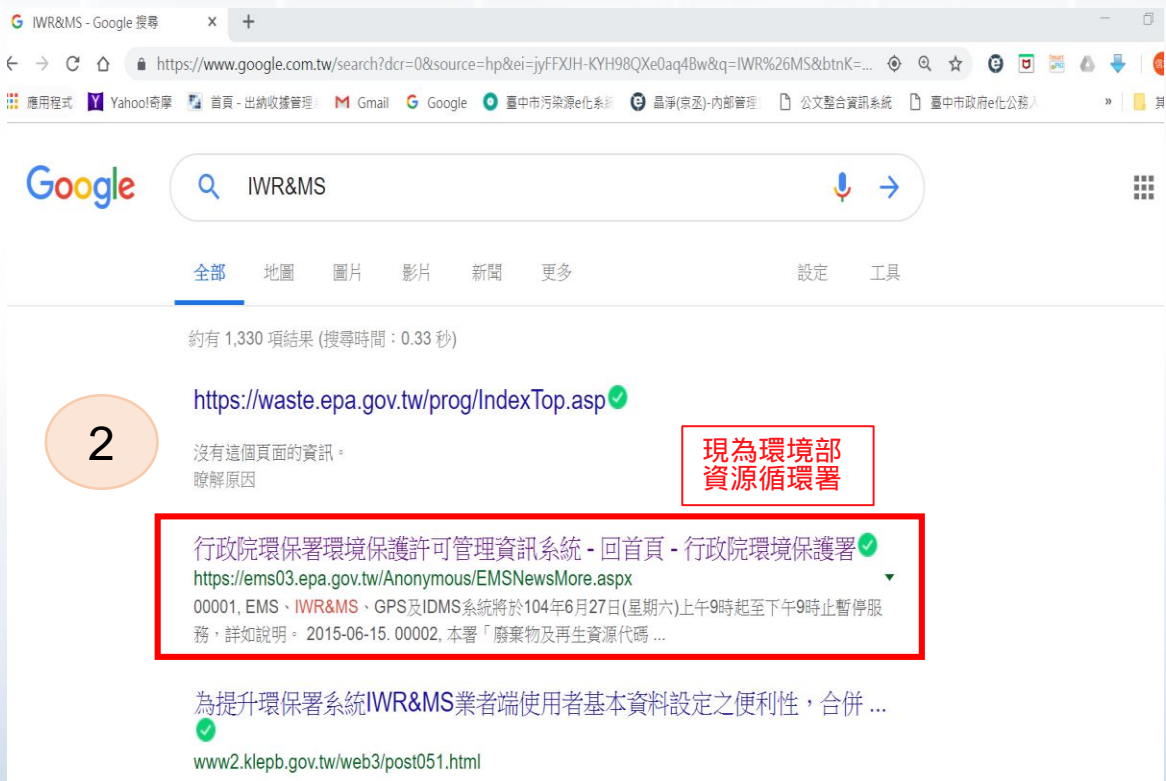 IWR&MS - Google 搜尋
https://www.google.com.tw/search?dcr=0&source=hp&ei=jyFFXJH-KYH98QXe0aq4Bw&q=IWR%26MS&btnK=...
應用程式 Yahoo!奇摩 首頁 - 出納收據管理 Gmail Google 臺中市污染源e化系統 晶淨(京丞)-內部管理 公文整合資訊系統 臺中市政府e化公務 »
Google IWR&MS
全部 地圖 圖片 影片 新聞 更多 設定 工具
約有 1,330 項結果 (搜尋時間:0.33 秒)
https://waste.epa.gov.tw/prog/IndexTop.asp
2
沒有這個頁面的資訊。
瞭解原因
現為環境部
資源循環署
行政院環保署環境保護許可管理資訊系統 - 回首頁 - 行政院環境保護署
https://ems03.epa.gov.tw/Anonymous/EMSNewsMore.aspx
00001, EMS、IWR&MS、GPS及IDMS系統將於104年6月27日(星期六)上午9時起至下午9時止暫停服
務,詳如說明。 2015-06-15. 00002, 本署「廢棄物及再生資源代碼 ...
為提升環保署系統IWR&MS業者端使用者基本資料設定之便利性,合併 ...
www2.klepb.gov.tw/web3/post051.html